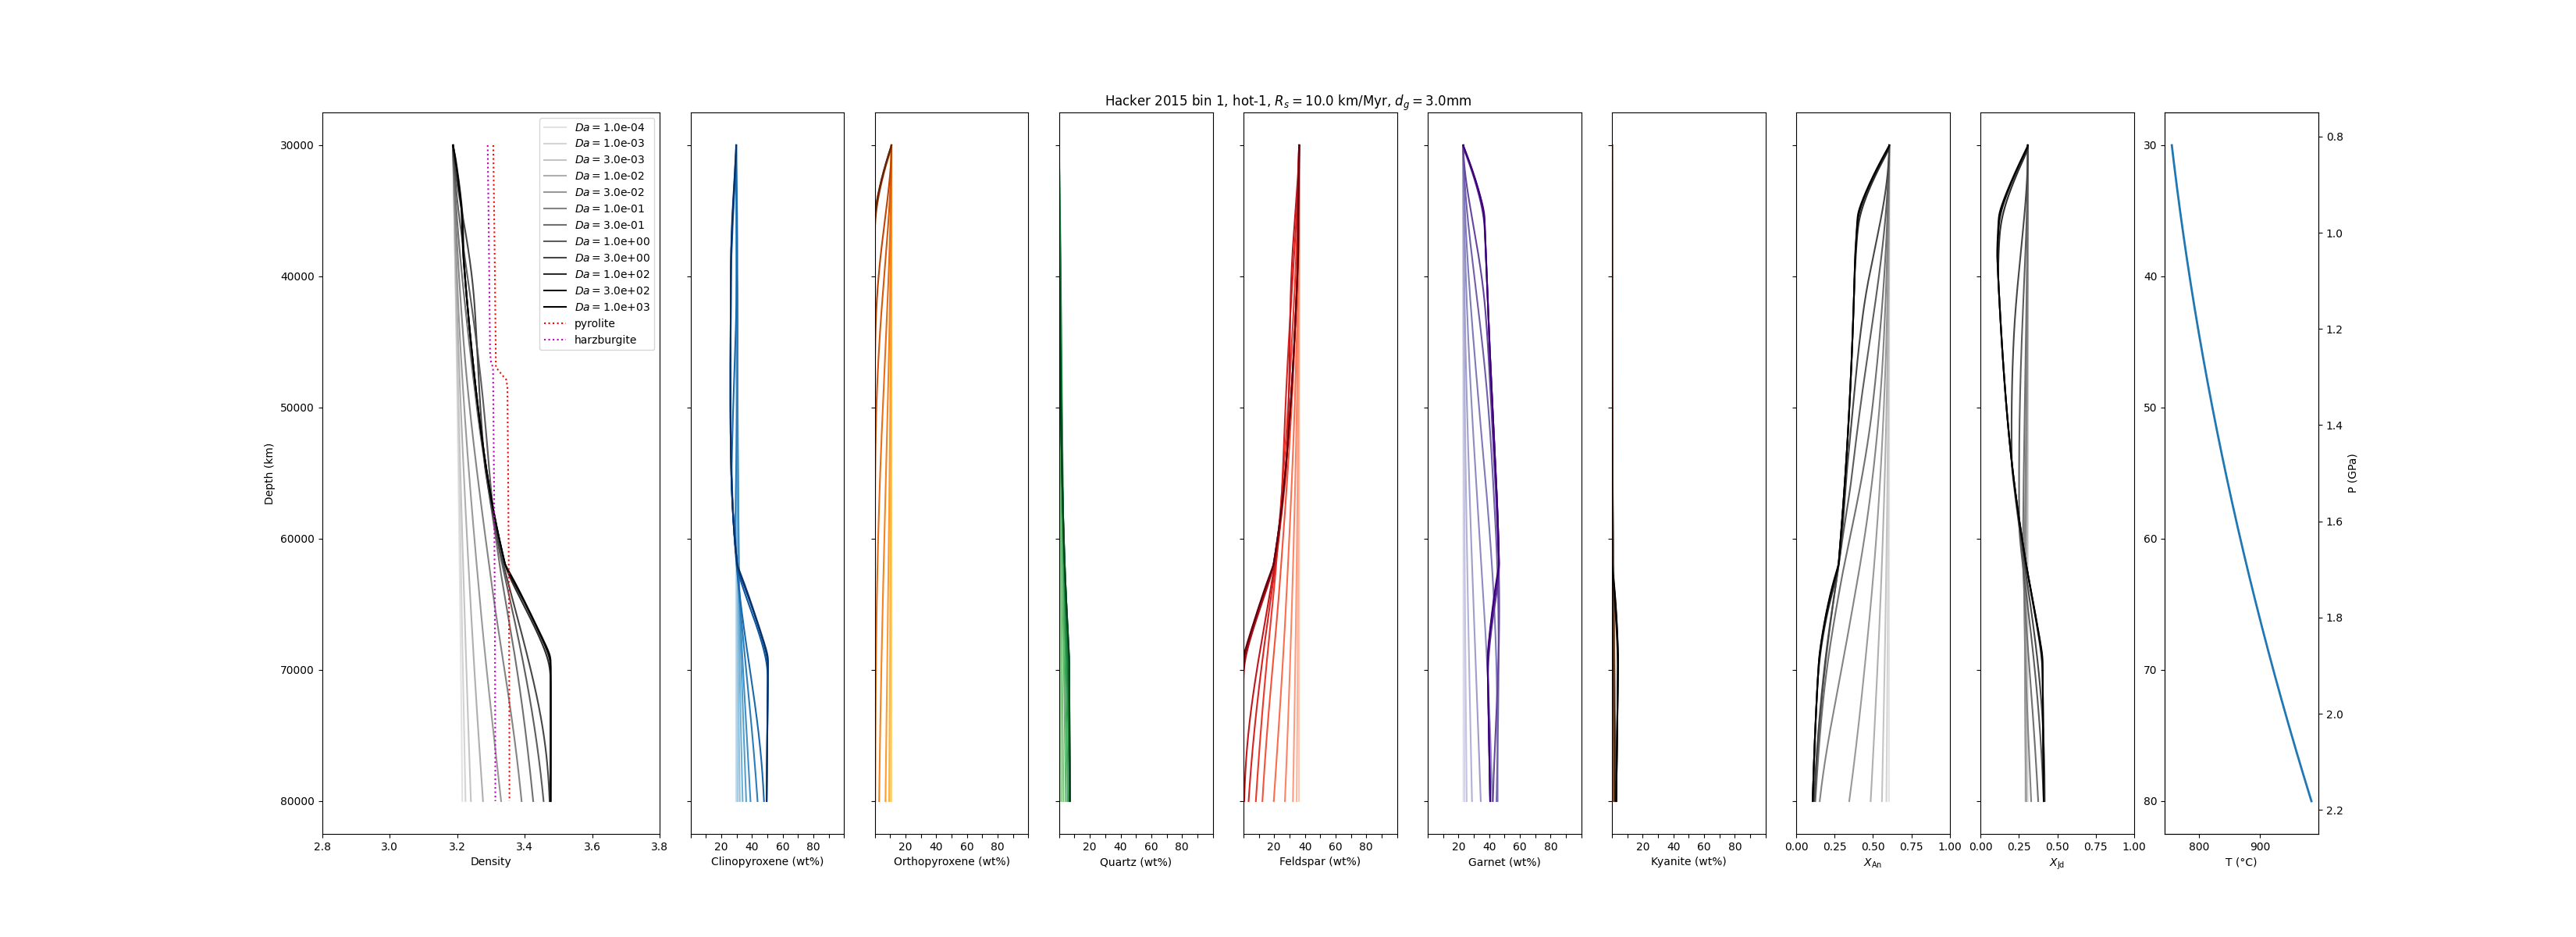 Hacker 2015 bin 1, hot-1, R_s = 10.0 km/Myr, d_g = 3.0mm
Da = 1.0e-04
Da = 1.0e-03
Da = 3.0e-03
Da = 1.0e-02
Da = 3.0e-02
Da = 1.0e-01
Da = 3.0e-01
Da = 1.0e+00
Da = 3.0e+00
Da = 1.0e+02
Da = 3.0e+02
Da = 1.0e+03
pyrolite
harzburgite
30000
40000
50000
60000
70000
80000
Depth (km)
2.8 3.0 3.2 3.4 3.6 3.8
Density
20 40 60 80
Clinopyroxene (wt%)
20 40 60 80
Orthopyroxene (wt%)
20 40 60 80
Quartz (wt%)
20 40 60 80
Feldspar (wt%)
20 40 60 80
Garnet (wt%)
20 40 60 80
Kyanite (wt%)
0.00 0.25 0.50 0.75 1.00
X_An
0.00 0.25 0.50 0.75 1.00
X_Jd
30
40
50
60
70
80
800 900
T (°C)
0.8
1.0
1.2
1.4
1.6
1.8
2.0
2.2
P (GPa)